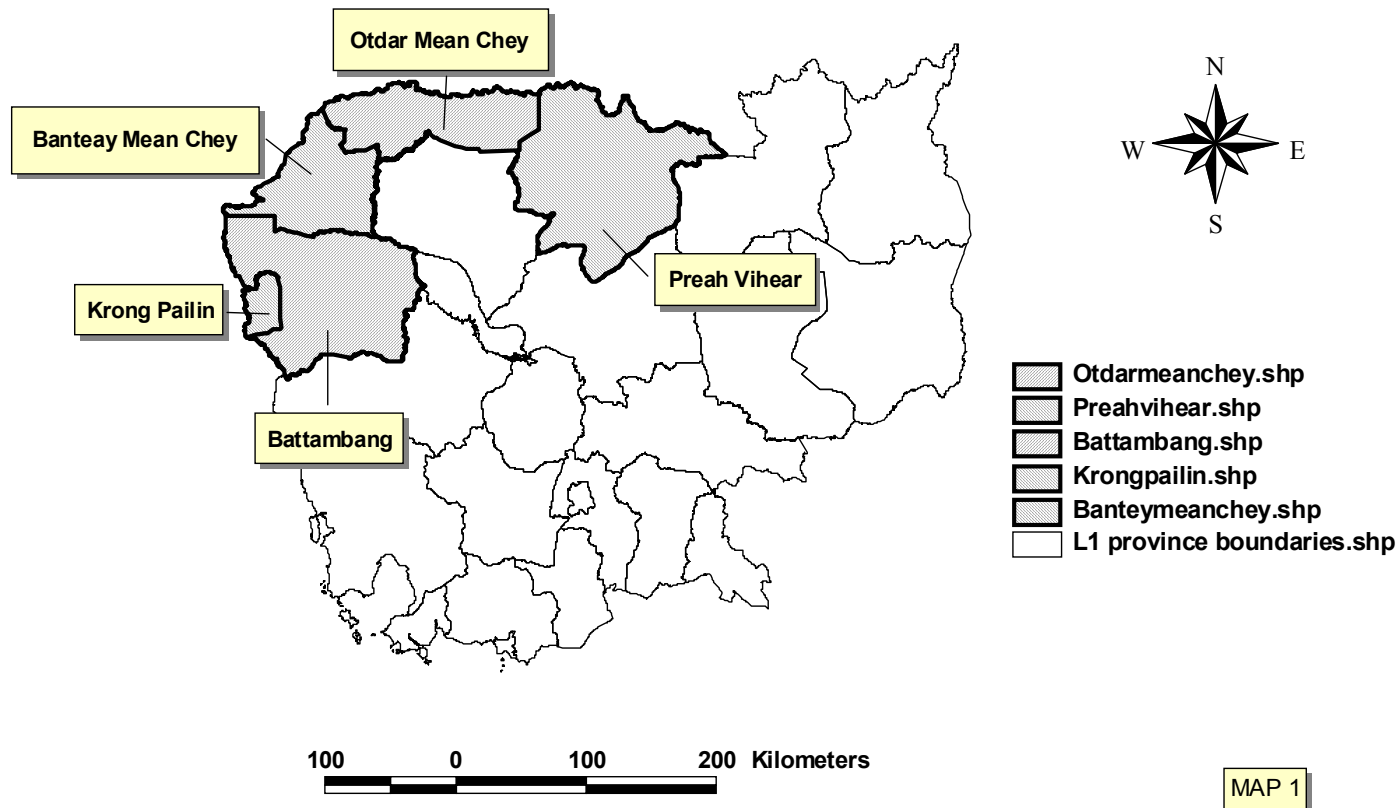 Otdar Mean Chey
Banteay Mean Chey
Krong Pailin
Battambang
Preah Vihear
N
W E
S
Otdarmeanchey.shp
Preahvihear.shp
Battambang.shp
Krongpailin.shp
Banteymeanchey.shp
L1 province boundaries.shp
100 0 100 200 Kilometers
MAP 1